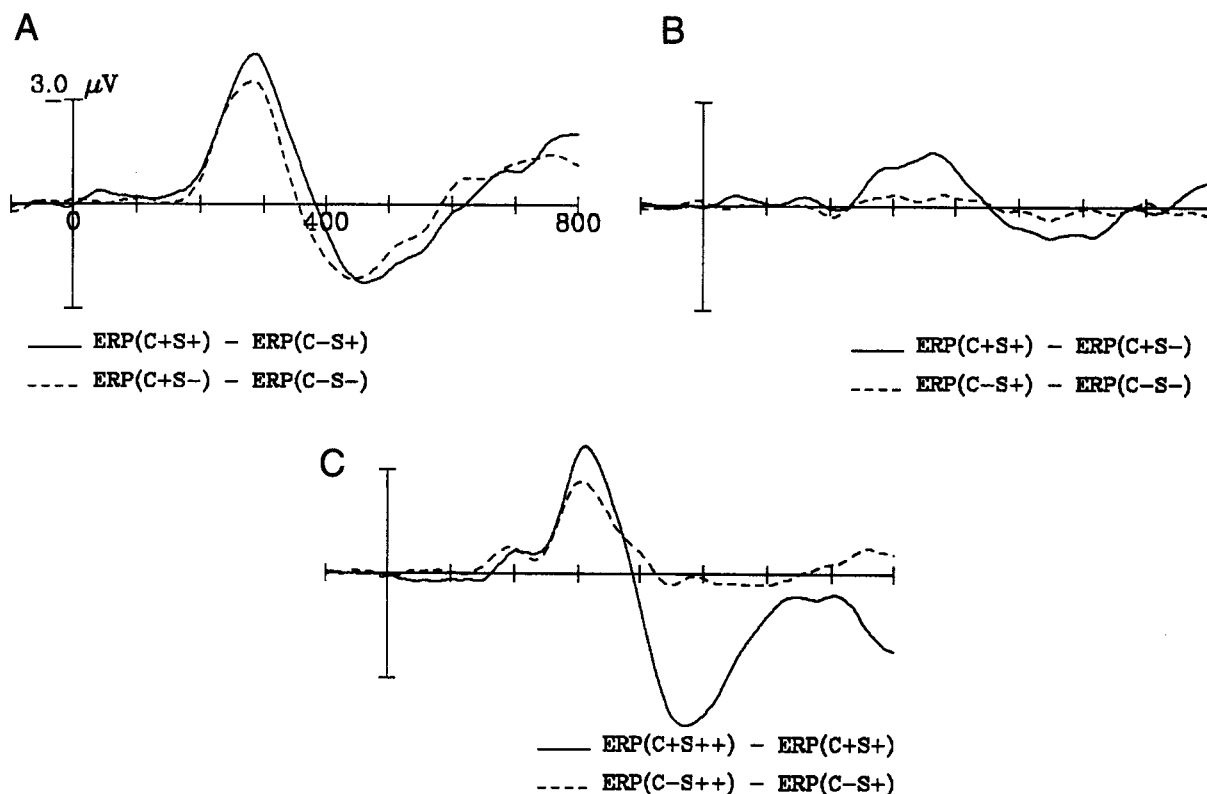 A
3.0 μV
0
400
800
ERP(C+S+) - ERP(C-S+)
ERP(C+S-) - ERP(C-S-)
B
ERP(C+S+) - ERP(C+S-)
ERP(C-S+) - ERP(C-S-)
C
ERP(C+S++) - ERP(C+S+)
ERP(C-S++) - ERP(C-S+)